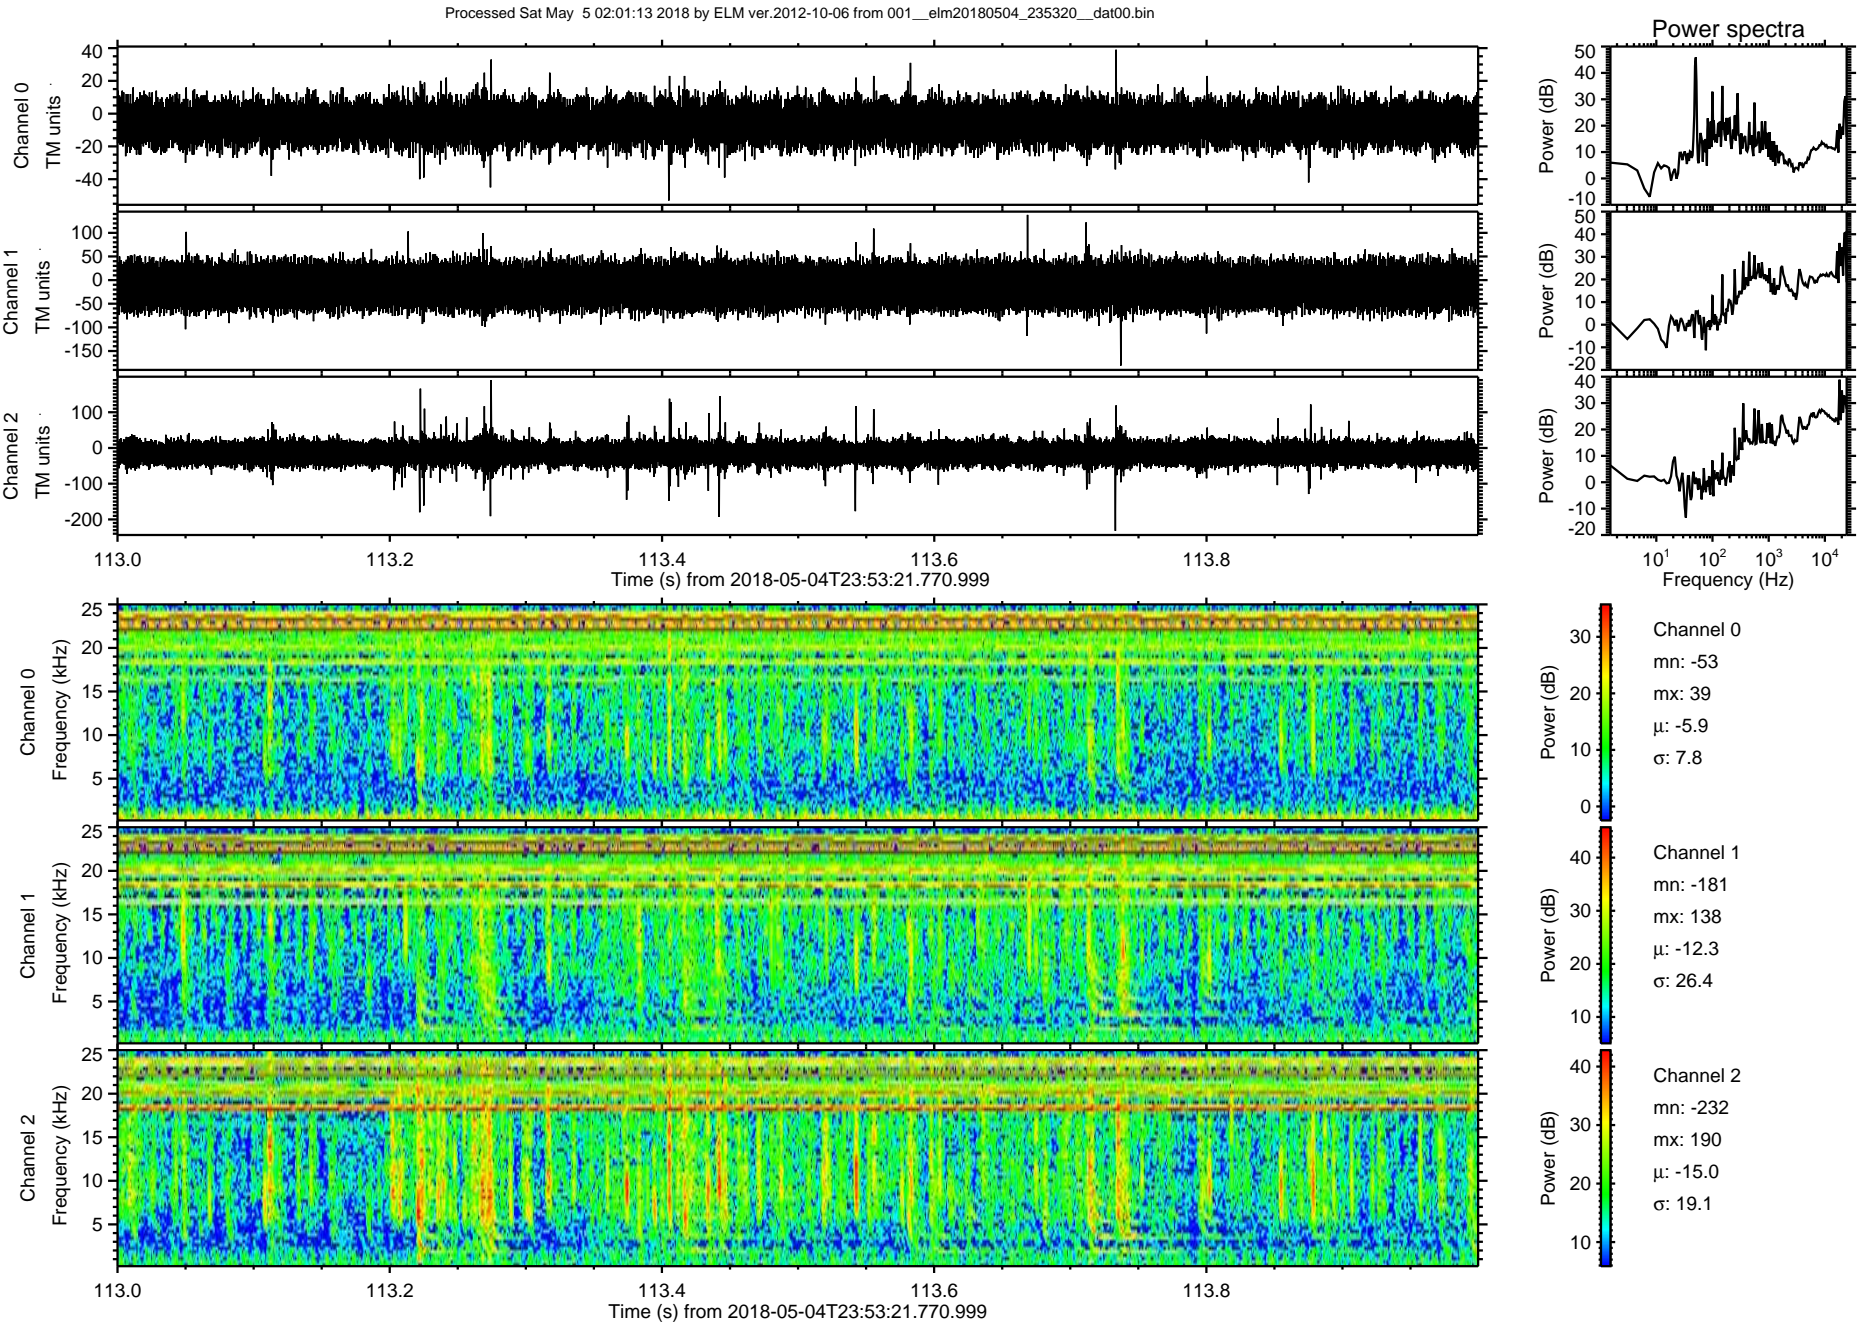 Processed Sat May 5 02:01:13 2018 by ELM ver.2012-10-06 from 001__elm20180504_235320__dat00.bin
Power spectra
Channel 0
TM units
40
20
0
-20
-40
Power (dB)
50
40
30
20
10
0
-10
Channel 1
TM units
100
50
0
-50
-100
-150
Power (dB)
50
40
30
20
10
0
-10
-20
Channel 2
TM units
100
0
-100
-200
Power (dB)
40
30
20
10
0
-10
-20
113.0 113.2 113.4 113.6 113.8
Time (s) from 2018-05-04T23:53:21.770.999
10^1 10^2 10^3 10^4
Frequency (Hz)
Channel 0
Frequency (kHz)
25
20
15
10
5
Power (dB)
30
20
10
0
Channel 0
mn: -53
mx: 39
μ: -5.9
σ: 7.8
Channel 1
Frequency (kHz)
25
20
15
10
5
Power (dB)
40
30
20
10
Channel 1
mn: -181
mx: 138
μ: -12.3
σ: 26.4
Channel 2
Frequency (kHz)
25
20
15
10
5
Power (dB)
40
30
20
10
Channel 2
mn: -232
mx: 190
μ: -15.0
σ: 19.1
113.0 113.2 113.4 113.6 113.8
Time (s) from 2018-05-04T23:53:21.770.999